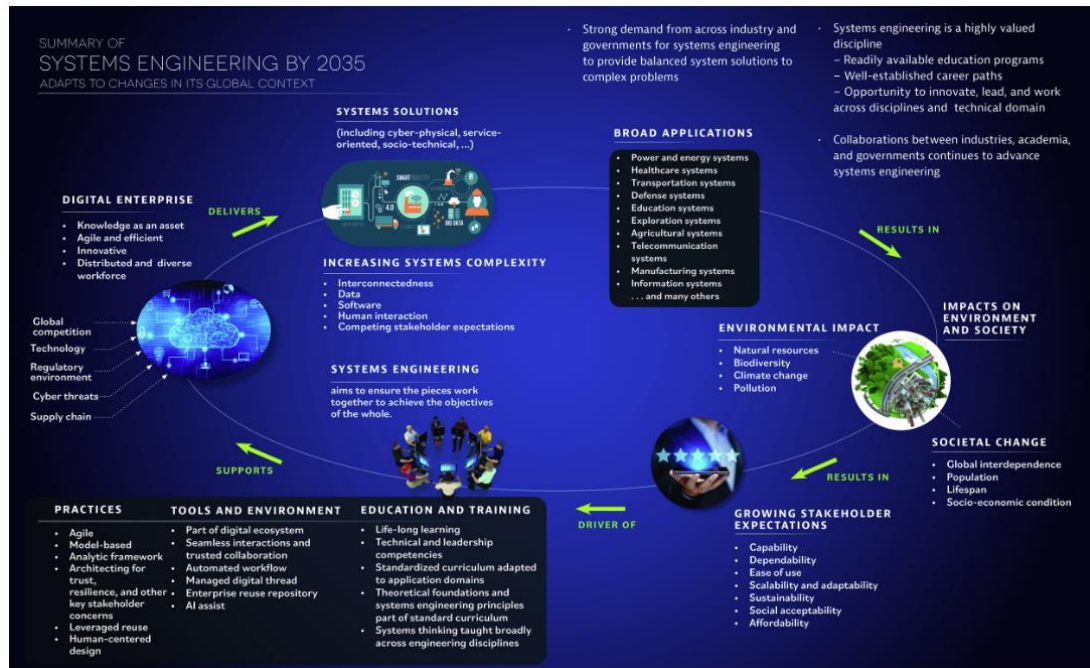 SUMMARY OF
SYSTEMS ENGINEERING BY 2035
ADAPTS TO CHANGES IN ITS GLOBAL CONTEXT
• Strong demand from across industry and
governments for systems engineering
to provide balanced system solutions to
complex problems
• Systems engineering is a highly valued
discipline
– Readily available education programs
– Well-established career paths
– Opportunity to innovate, lead, and work
across disciplines and technical domain
• Collaborations between industries, academia,
and governments continues to advance
systems engineering
SYSTEMS SOLUTIONS
(including cyber-physical, service-
oriented, socio-technical, ...)
SMART INDUSTRY
4.0
BIG DATA
BROAD APPLICATIONS
• Power and energy systems
• Healthcare systems
• Transportation systems
• Defense systems
• Education systems
• Exploration systems
• Agricultural systems
• Telecommunication
systems
• Manufacturing systems
• Information systems
. . . and many others
DIGITAL ENTERPRISE
• Knowledge as an asset
• Agile and efficient
• Innovative
• Distributed and diverse
workforce
DELIVERS
RESULTS IN
Global
competition
Technology
Regulatory
environment
Cyber threats
Supply chain
INCREASING SYSTEMS COMPLEXITY
• Interconnectedness
• Data
• Software
• Human interaction
• Competing stakeholder expectations
IMPACTS ON
ENVIRONMENT
AND SOCIETY
ENVIRONMENTAL IMPACT
• Natural resources
• Biodiversity
• Climate change
• Pollution
SYSTEMS ENGINEERING
aims to ensure the pieces work
together to achieve the objectives
of the whole.
SOCIETAL CHANGE
• Global interdependence
• Population
• Lifespan
• Socio-economic condition
SUPPORTS
RESULTS IN
DRIVER OF
GROWING STAKEHOLDER
EXPECTATIONS
• Capability
• Dependability
• Ease of use
• Scalability and adaptability
• Sustainability
• Social acceptability
• Affordability
PRACTICES
• Agile
• Model-based
• Analytic framework
• Architecting for
trust,
resilience, and other
key stakeholder
concerns
• Leveraged reuse
• Human-centered
design
TOOLS AND ENVIRONMENT
• Part of digital ecosystem
• Seamless interactions and
trusted collaboration
• Automated workflow
• Managed digital thread
• Enterprise reuse repository
• AI assist
EDUCATION AND TRAINING
• Life-long learning
• Technical and leadership
competencies
• Standardized curriculum adapted
to application domains
• Theoretical foundations and
systems engineering principles
part of standard curriculum
• Systems thinking taught broadly
across engineering disciplines